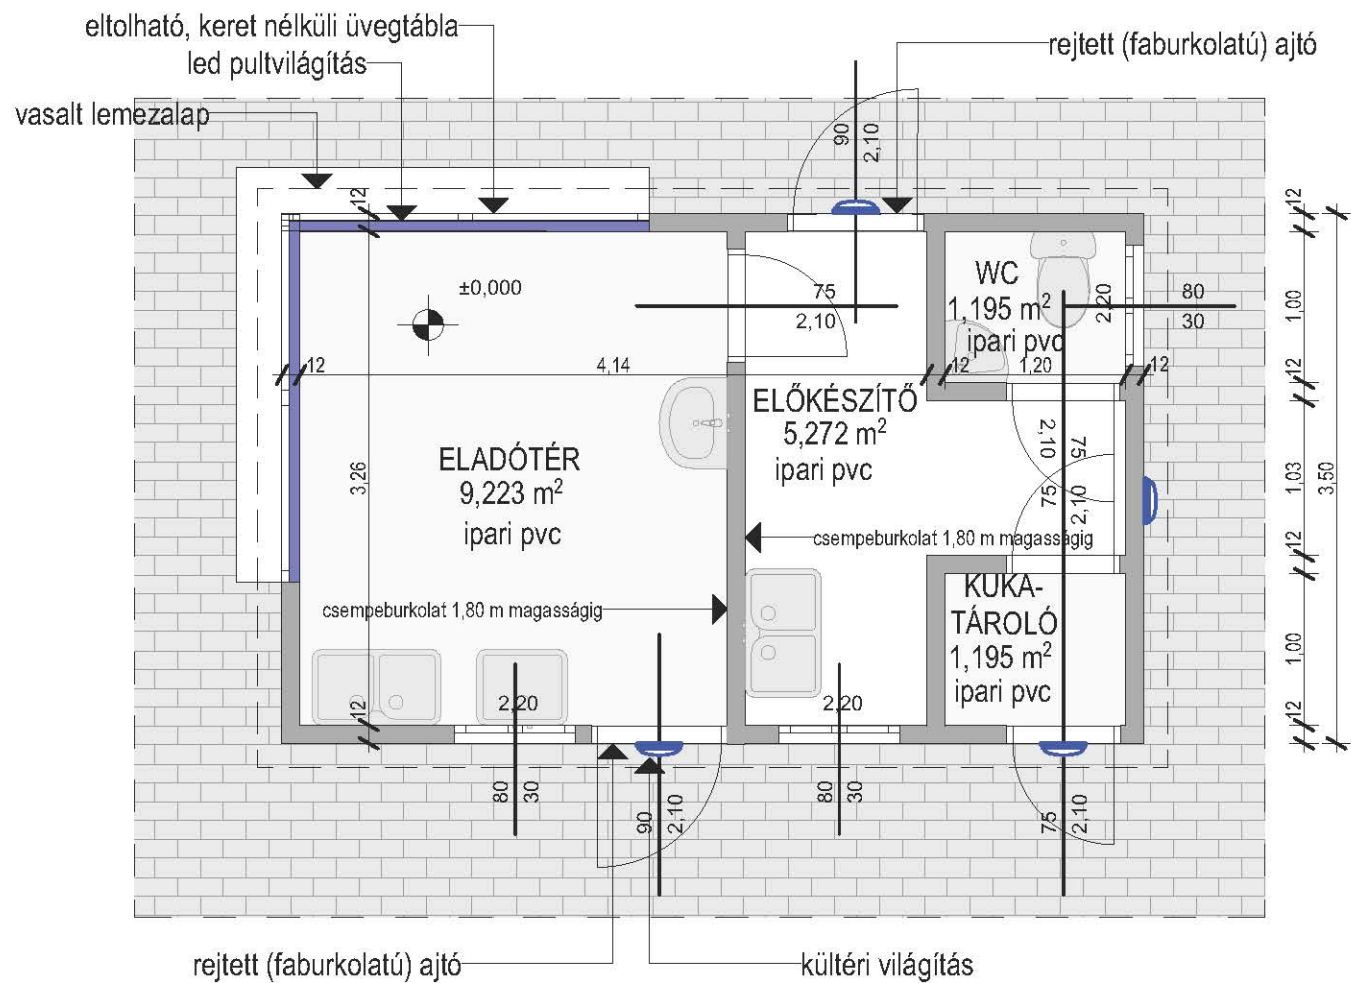 eltolható, keret nélküli üvegtábla
led pultvilágítás
vasalt lemezalap
rejtett (faburkolatú) ajtó
90
2,10
12
12
±0,000
75
2,10
WC
1,195 m²
ipari pvc
2,20
80
30
1,00
3,50
12
4,14
12
1,20
12
12
ELŐKÉSZÍTŐ
5,272 m²
ipari pvc
2,10
75
ELADÓTÉR
9,223 m²
ipari pvc
3,26
75
2,10
1,03
csempeburkolat 1,80 m magasságig
12
csempeburkolat 1,80 m magasságig
KUKA-
TÁROLÓ
1,195 m²
ipari pvc
1,00
12
2,20
2,20
12
80
30
90
2,10
80
30
75
2,10
rejtett (faburkolatú) ajtó
kültéri világítás